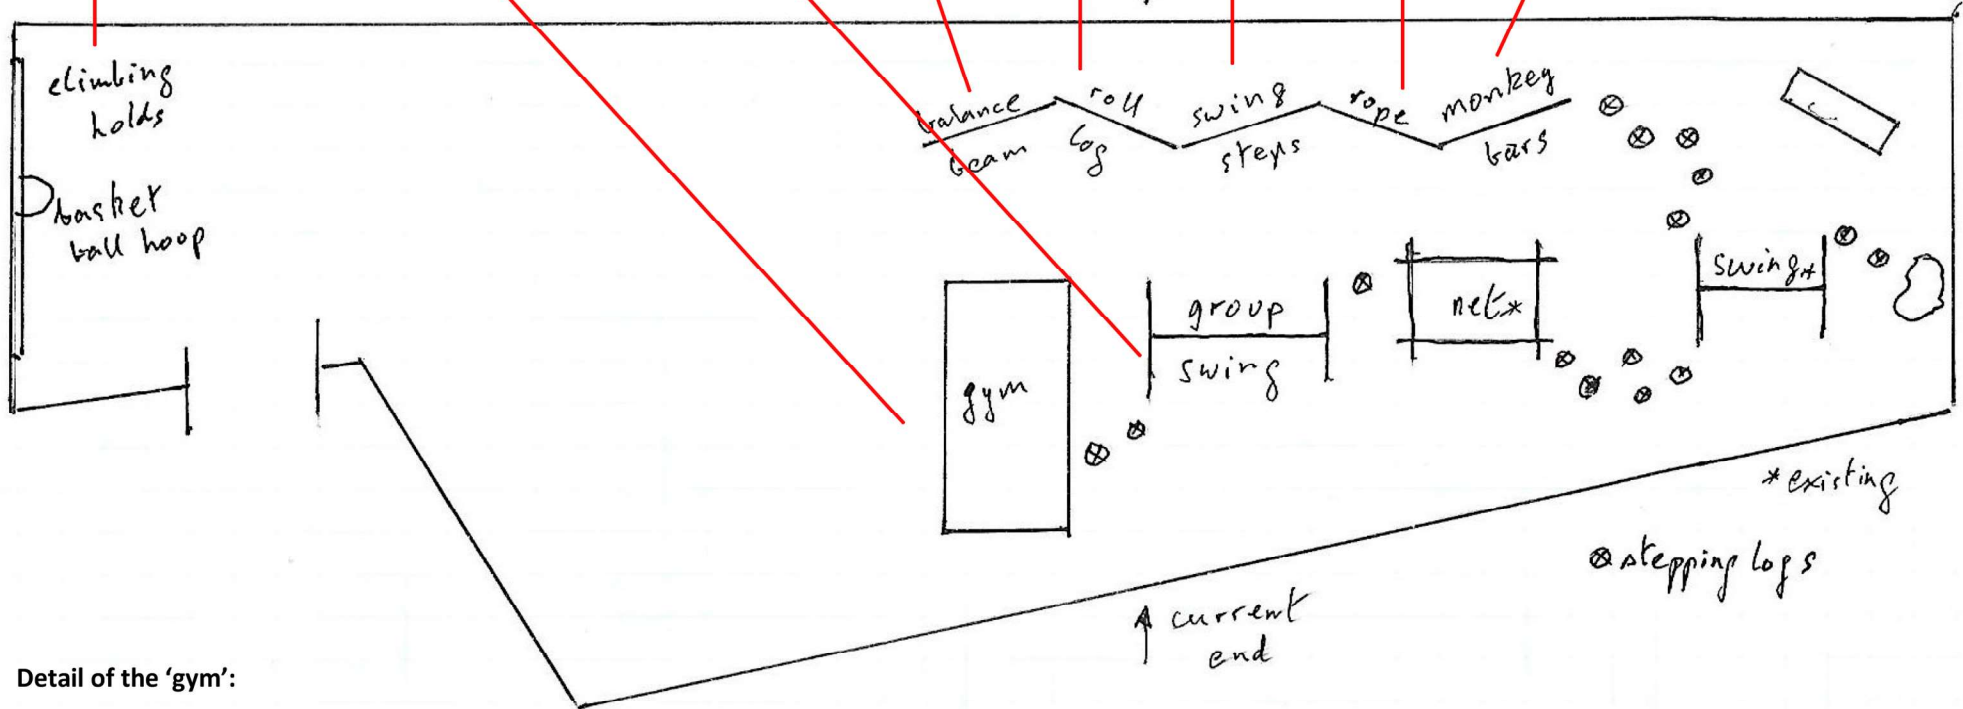 climbing
holds
basket
ball hoop
balance
beam
roll
log
swing
steps
rope
monkey
bars
gym
group
swing
net*
swing*
*existing
⊗ stepping logs
↑ current
end
Detail of the ‘gym’: